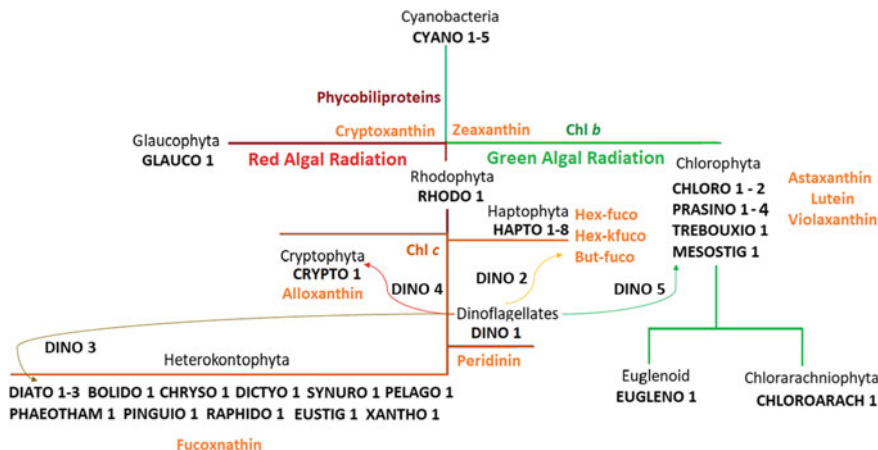 Cyanobacteria
CYANO 1-5
Phycobiliproteins
Cryptoxanthin Zeaxanthin Chl b
Glaucophyta
GLAUCO 1
Red Algal Radiation Green Algal Radiation
Chlorophyta
CHLORO 1 - 2
PRASINO 1 - 4
TREBOUXIO 1
MESOSTIG 1
Astaxanthin
Lutein
Violaxanthin
Rhodophyta
RHODO 1
Haptophyta
HAPTO 1-8
Hex-fuco
Hex-kfuco
But-fuco
Chl c
Cryptophyta
CRYPTO 1
Alloxanthin
DINO 4
DINO 2
DINO 5
Dinoflagellates
DINO 1
Peridinin
DINO 3
Heterokontophyta
DIATO 1-3 BOLIDO 1 CHRYSO 1 DICTYO 1 SYNURO 1 PELAGO 1
PHAEOTHAM 1 PINGUIO 1 RAPHIDO 1 EUSTIG 1 XANTHO 1
Fucoxnathin
Euglenoid
EUGLENO 1
Chlorarachniophyta
CHLOROARACH 1